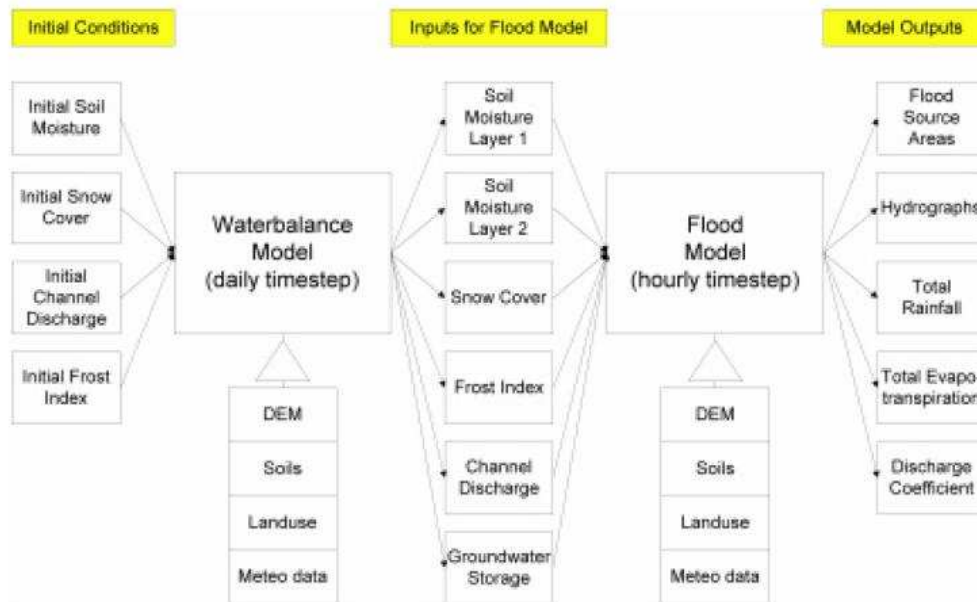 Initial Conditions
Inputs for Flood Model
Model Outputs
Initial Soil
Moisture
Initial Snow
Cover
Initial
Channel
Discharge
Initial Frost
Index
Waterbalance
Model
(daily timestep)
DEM
Soils
Landuse
Meteo data
Soil
Moisture
Layer 1
Soil
Moisture
Layer 2
Snow Cover
Frost Index
Channel
Discharge
Groundwater
Storage
Flood
Model
(hourly timestep)
DEM
Soils
Landuse
Meteo data
Flood
Source
Areas
Hydrographs
Total
Rainfall
Total Evapo
transpiration
Discharge
Coefficient